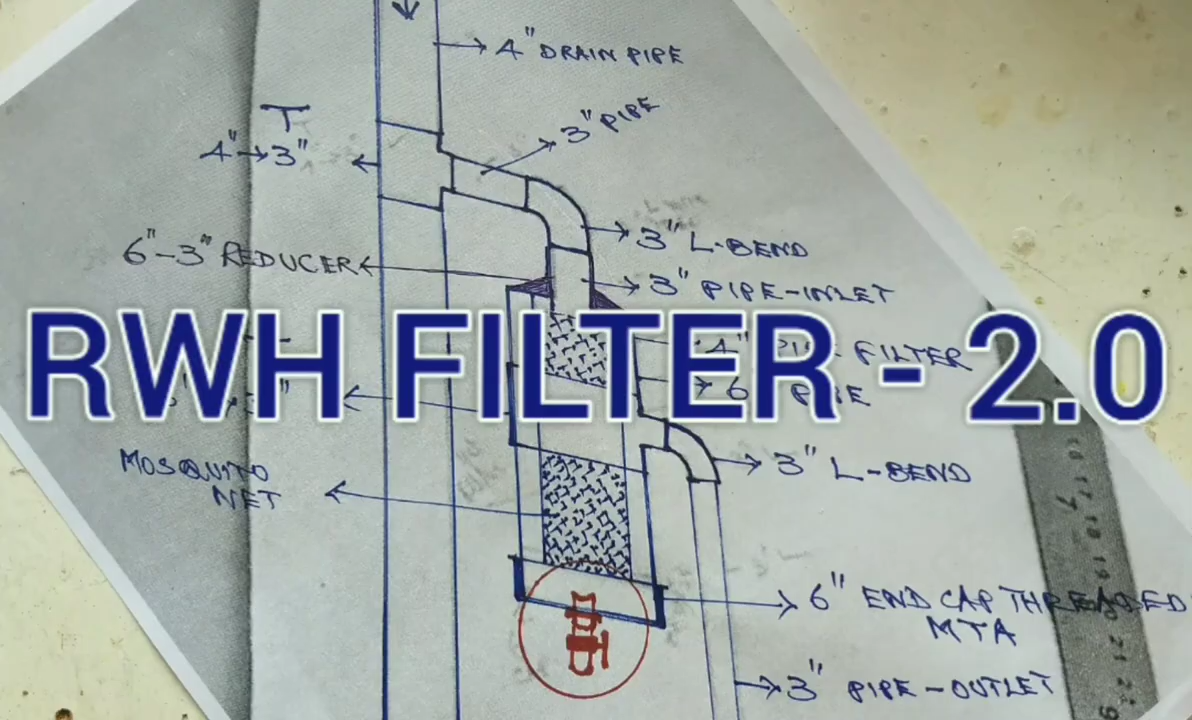 4" DRAIN PIPE
3" PIPE
T
4"→3"
3" L-BEND
6"-3" REDUCER
3" PIPE-INLET
RWH FILTER - 2.0
FILTER
3" L-BEND
MOSQUITO
NET
6" END CAP THREADED
MTA
3" PIPE-OUTLET